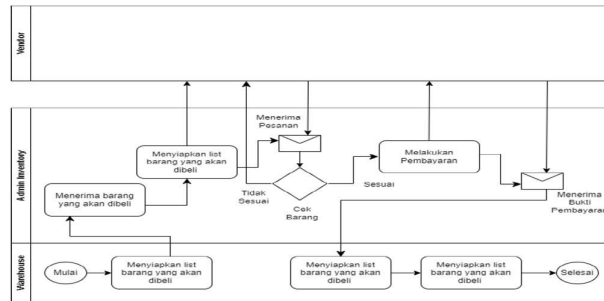 Vendor
Admin Inventory
Warehouse
Menerima
Pesanan
Menyiapkan list
barang yang akan
dibeli
Melakukan
Pembayaran
Menerima barang
yang akan dibeli
Tidak
Sesuai
Cek
Barang
Sesuai
Menerima
Bukti
Pembayaran
Mulai
Menyiapkan list
barang yang akan
dibeli
Menyiapkan list
barang yang akan
dibeli
Menyiapkan list
barang yang akan
dibeli
Selesai